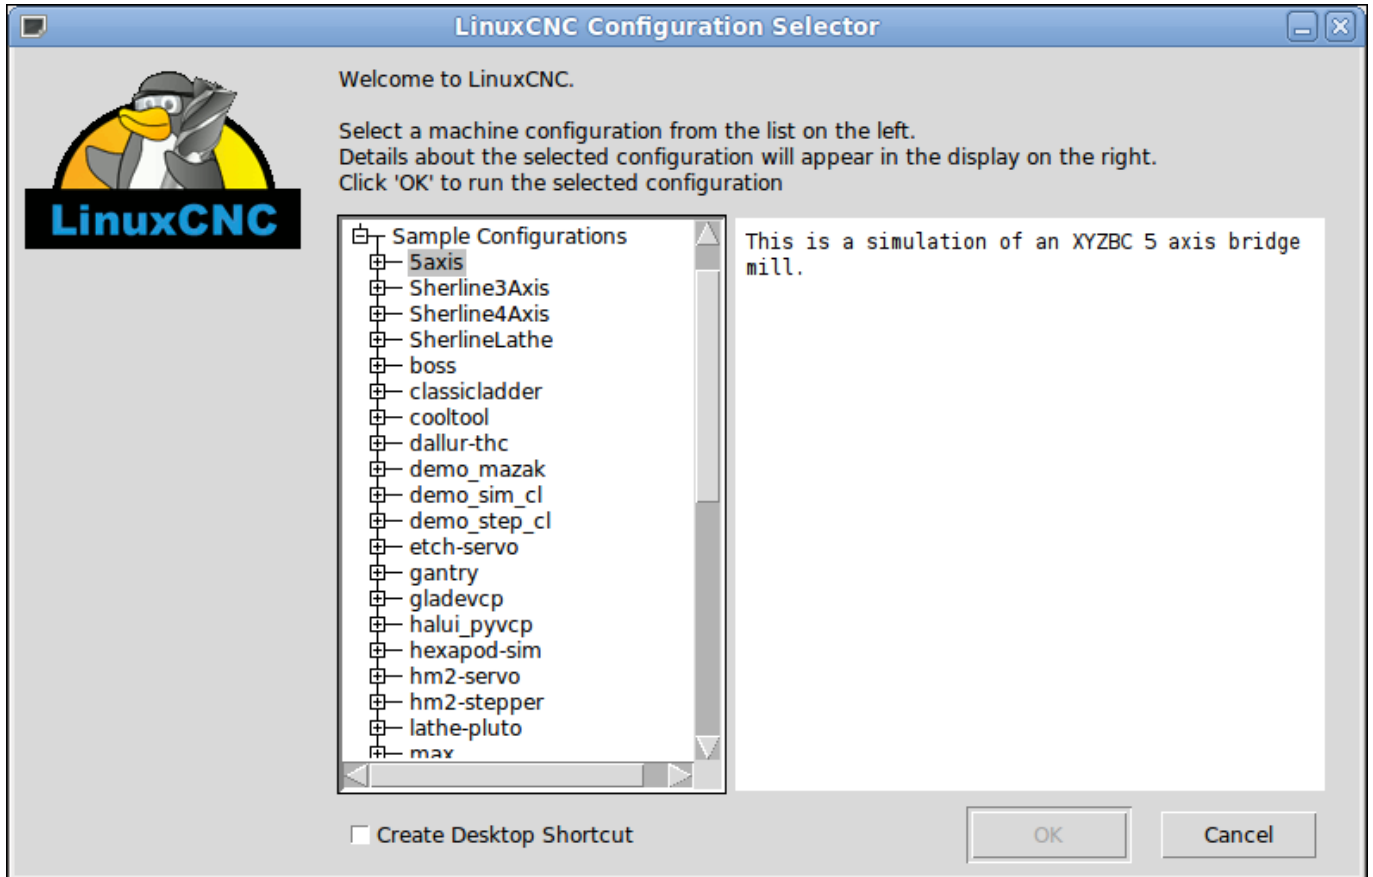 LinuxCNC Configuration Selector
LinuxCNC
Welcome to LinuxCNC.
Select a machine configuration from the list on the left.
Details about the selected configuration will appear in the display on the right.
Click 'OK' to run the selected configuration
Sample Configurations
5axis
Sherline3Axis
Sherline4Axis
SherlineLathe
boss
classicladder
cooltool
dallur-thc
demo_mazak
demo_sim_cl
demo_step_cl
etch-servo
gantry
gladevcp
halui_pyvcp
hexapod-sim
hm2-servo
hm2-stepper
lathe-pluto
max
This is a simulation of an XYZBC 5 axis bridge
mill.
Create Desktop Shortcut
OK
Cancel